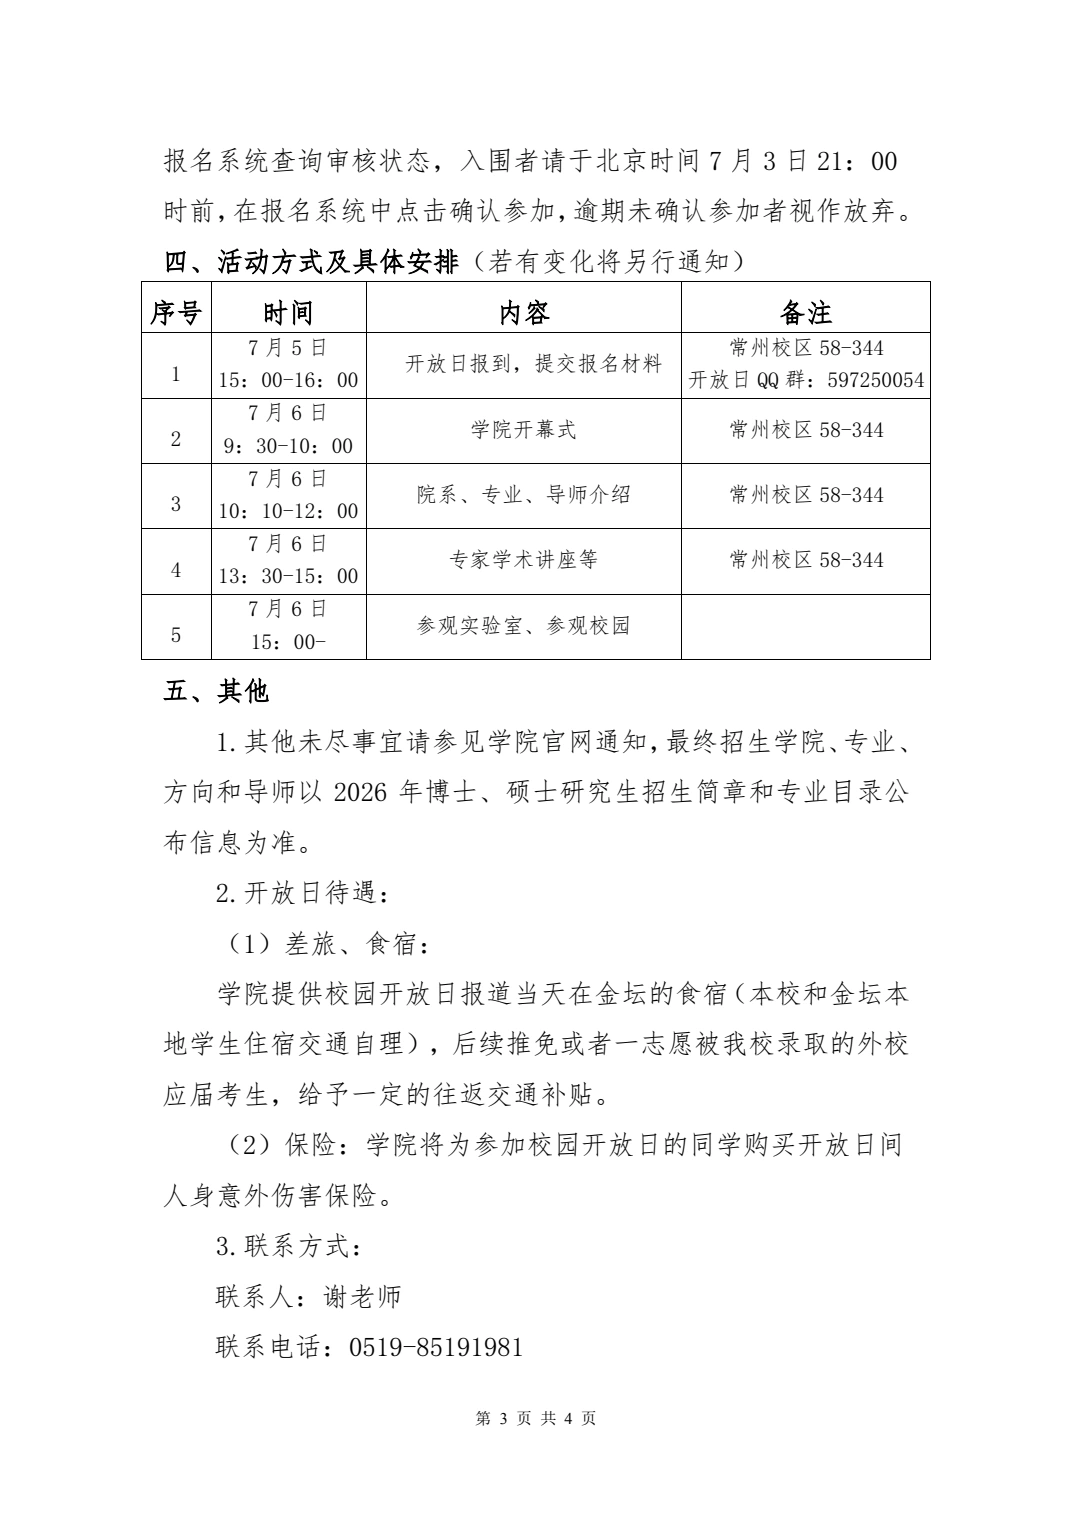 报名系统查询审核状态，入围者请于北京时间 7 月 3 日 21：00
时前，在报名系统中点击确认参加，逾期未确认参加者视作放弃。
四、活动方式及具体安排（若有变化将另行通知）
序号 时间 内容 备注
1 7 月 5 日 15：00-16：00 开放日报到，提交报名材料 常州校区 58-344 开放日 QQ 群：597250054
2 7 月 6 日 9：30-10：00 学院开幕式 常州校区 58-344
3 7 月 6 日 10：10-12：00 院系、专业、导师介绍 常州校区 58-344
4 7 月 6 日 13：30-15：00 专家学术讲座等 常州校区 58-344
5 7 月 6 日 15：00- 参观实验室、参观校园
五、其他
1.其他未尽事宜请参见学院官网通知，最终招生学院、专业、
方向和导师以 2026 年博士、硕士研究生招生简章和专业目录公
布信息为准。
2.开放日待遇：
（1）差旅、食宿：
学院提供校园开放日报道当天在金坛的食宿（本校和金坛本
地学生住宿交通自理），后续推免或者一志愿被我校录取的外校
应届考生，给予一定的往返交通补贴。
（2）保险：学院将为参加校园开放日的同学购买开放日间
人身意外伤害保险。
3.联系方式：
联系人：谢老师
联系电话：0519-85191981
第 3 页 共 4 页